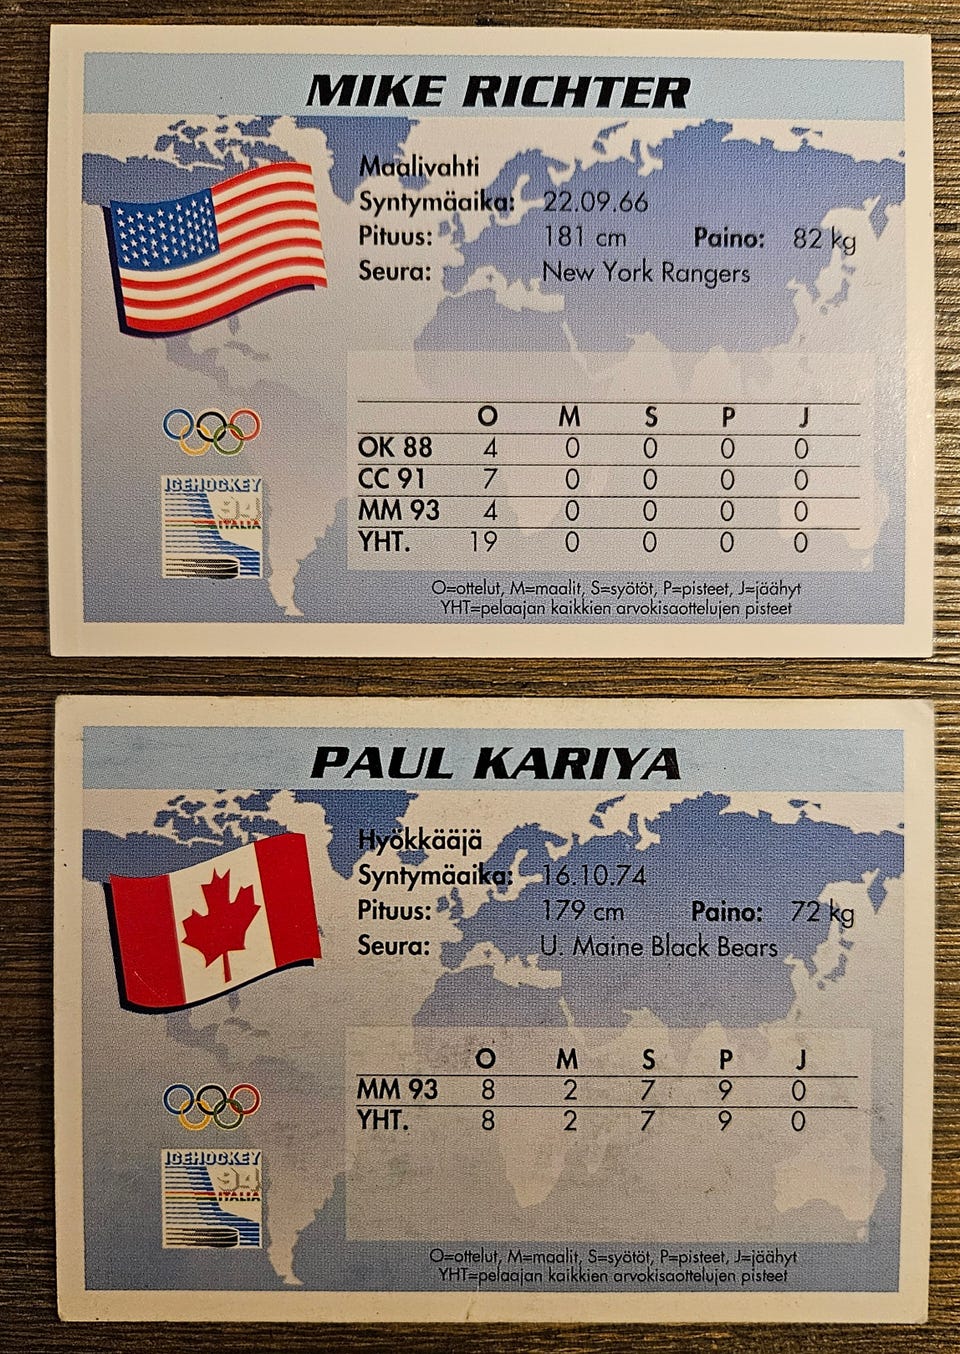 MIKE RICHTER
Maalivahti
Syntymäaika: 22.09.66
Pituus: 181 cm Paino: 82 kg
Seura: New York Rangers
O M S P J
OK 88 4 0 0 0 0
CC 91 7 0 0 0 0
MM 93 4 0 0 0 0
YHT. 19 0 0 0 0
O=ottelut, M=maalit, S=syötöt, P=pisteet, J=jäähyt
YHT=pelaajan kaikkien arvokisaottelujen pisteet
ICEHOCKEY
94
ITALIA
PAUL KARIYA
Hyökkääjä
Syntymäaika: 16.10.74
Pituus: 179 cm Paino: 72 kg
Seura: U. Maine Black Bears
O M S P J
MM 93 8 2 7 9 0
YHT. 8 2 7 9 0
O=ottelut, M=maalit, S=syötöt, P=pisteet, J=jäähyt
YHT=pelaajan kaikkien arvokisaottelujen pisteet
ICEHOCKEY
94
ITALIA